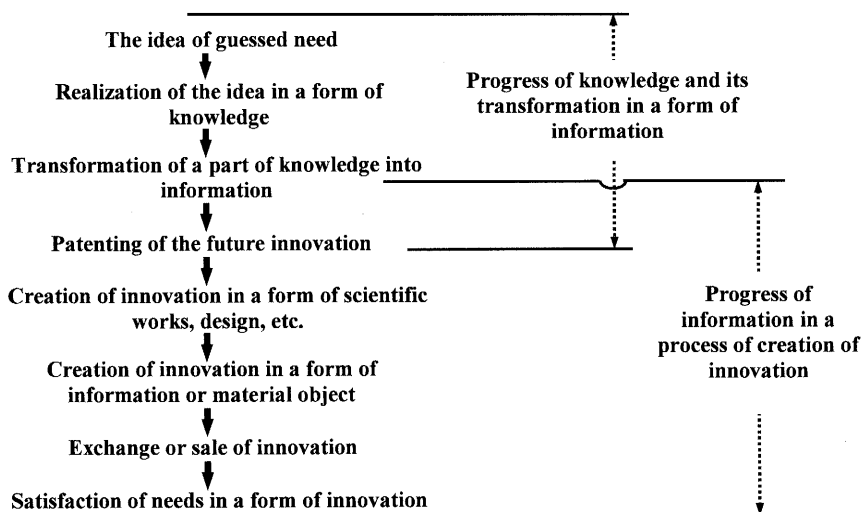 The idea of guessed need
Realization of the idea in a form of
knowledge
Transformation of a part of knowledge into
information
Patenting of the future innovation
Creation of innovation in a form of scientific
works, design, etc.
Creation of innovation in a form of
information or material object
Exchange or sale of innovation
Satisfaction of needs in a form of innovation
Progress of knowledge and its
transformation in a form of
information
Progress of
information in a
process of creation of
innovation